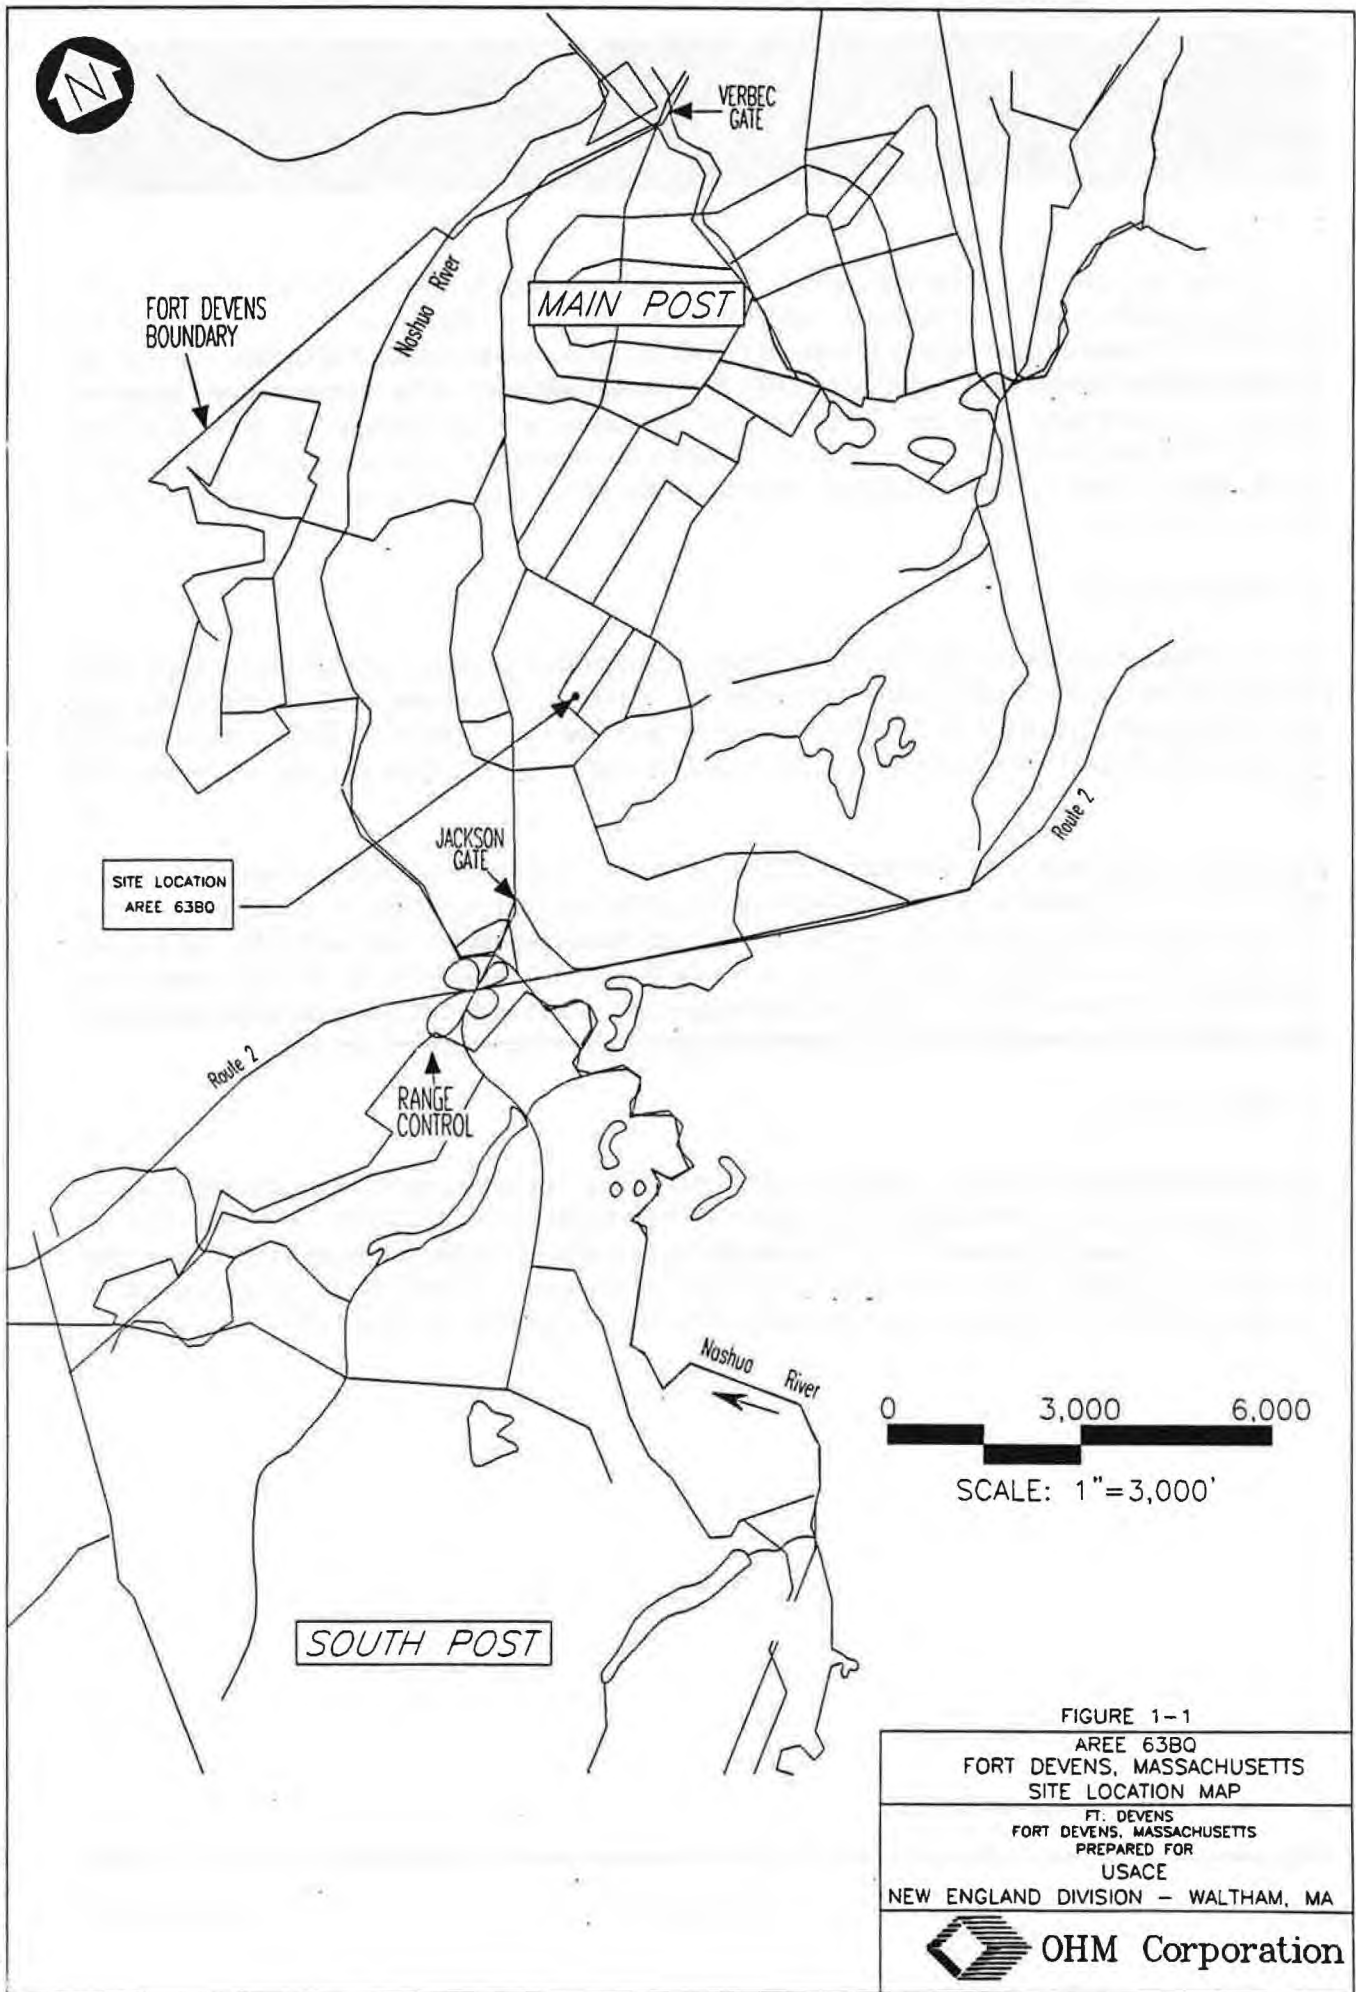 N
VERBEC
GATE
FORT DEVENS
BOUNDARY
Nashua River
MAIN POST
Route 2
JACKSON
GATE
SITE LOCATION
AREE 63BQ
Route 2
RANGE
CONTROL
Nashua River
0 3,000 6,000
SCALE: 1"=3,000'
SOUTH POST
FIGURE 1-1
AREE 63BQ
FORT DEVENS, MASSACHUSETTS
SITE LOCATION MAP
FT. DEVENS
FORT DEVENS, MASSACHUSETTS
PREPARED FOR
USACE
NEW ENGLAND DIVISION - WALTHAM, MA
OHM Corporation